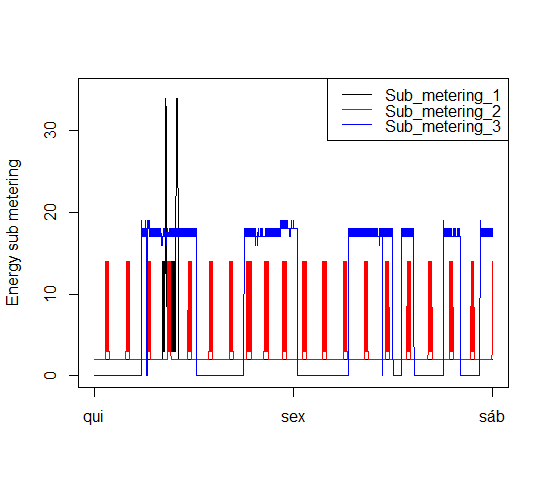 Sub_metering_1
Sub_metering_2
Sub_metering_3
Energy sub metering
30
20
10
0
qui
sex
sáb